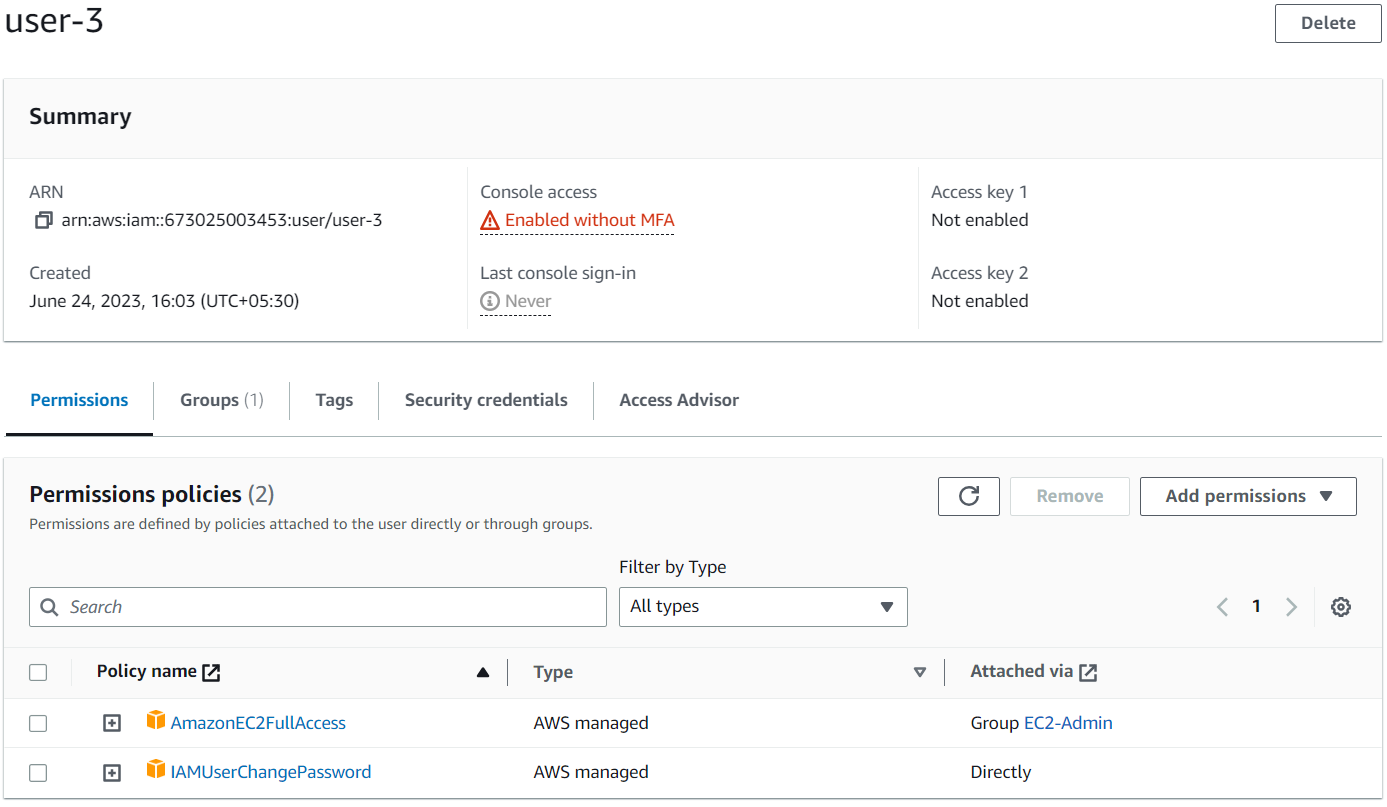 user-3
Delete
Summary
ARN
arn:aws:iam::673025003453:user/user-3
Created
June 24, 2023, 16:03 (UTC+05:30)
Console access
Enabled without MFA
Last console sign-in
Never
Access key 1
Not enabled
Access key 2
Not enabled
Permissions
Groups (1)
Tags
Security credentials
Access Advisor
Permissions policies (2)
Permissions are defined by policies attached to the user directly or through groups.
Remove
Add permissions
Filter by Type
Search
All types
1
Policy name
Type
Attached via
AmazonEC2FullAccess
AWS managed
Group EC2-Admin
IAMUserChangePassword
AWS managed
Directly